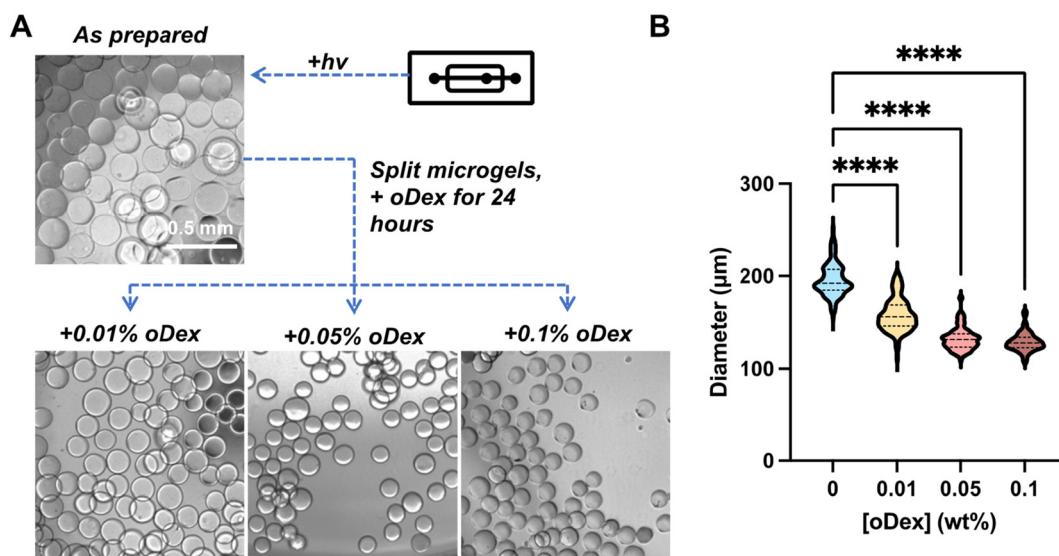 A
As prepared
+hv
0.5 mm
Split microgels,
+ oDex for 24
hours
+0.01% oDex
+0.05% oDex
+0.1% oDex
B
****
****
****
300
200
100
0
Diameter (µm)
0
0.01
0.05
0.1
[oDex] (wt%)